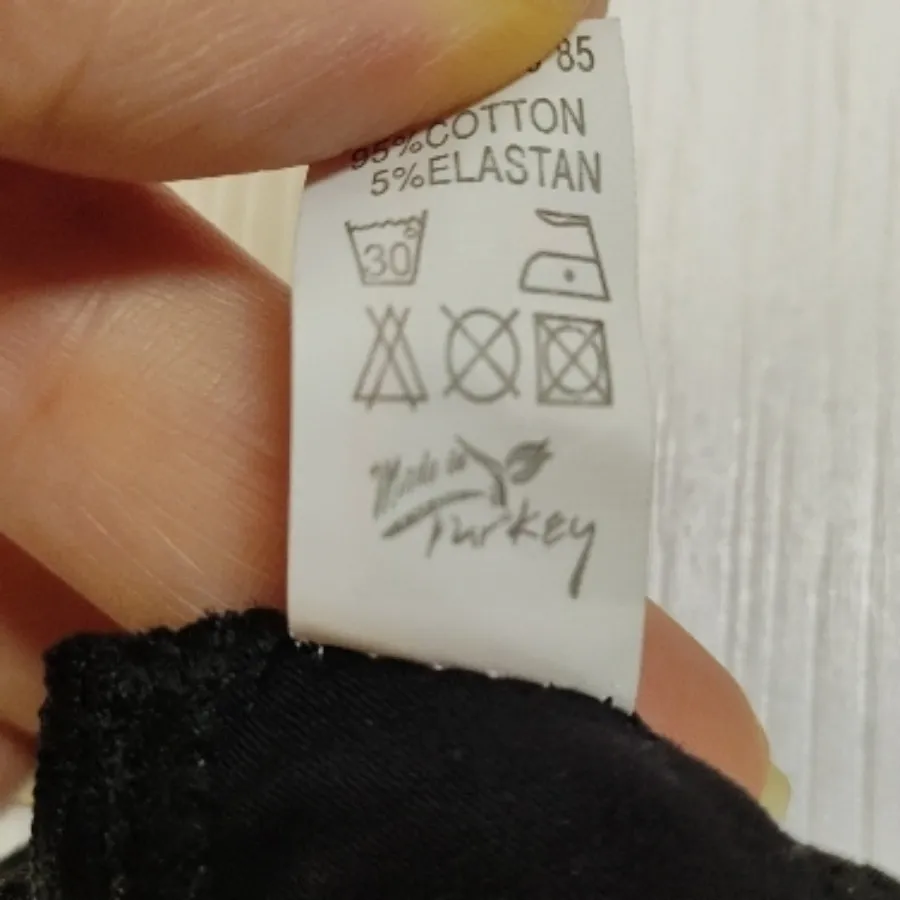 85
95%COTTON
5%ELASTAN
30
Made in
Turkey